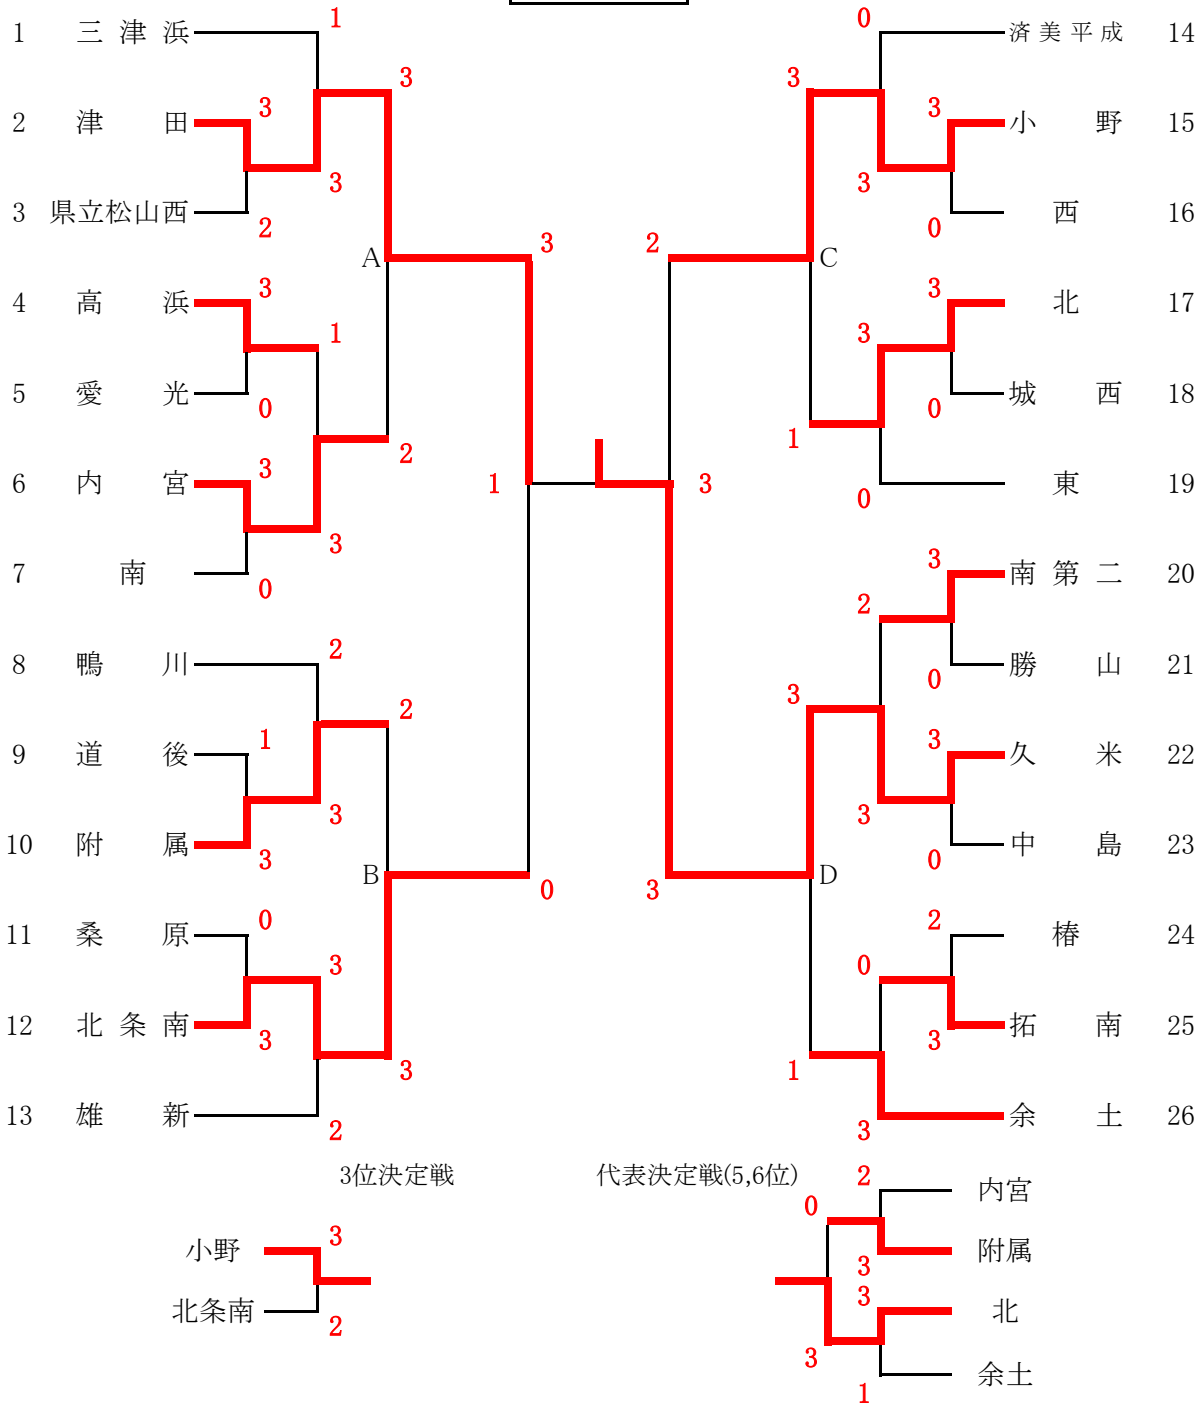 1 三津浜 1 0 済美平成 14
3 3
2 津田 3 3 小野 15
3 3
3 県立松山西 2 0 西 16
A 3 2 C
4 高浜 3 3 北 17
1 3
5 愛光 0 0 城西 18
2 1
6 内宮 3 1 3 0 東 19
3
7 南 0 3 南第二 20
2
8 鴨川 2 0 勝山 21
2 3
9 道後 1 3 久米 22
3 3
10 附属 3 0 中島 23
B 0 3 D
11 桑原 0 2 椿 24
3 0
12 北条南 3 3 拓南 25
3 1
13 雄新 2 3 余土 26
3位決定戦
小野 3
北条南 2
代表決定戦(5,6位)
2 内宮
0
3 附属
3 北
3
1 余土